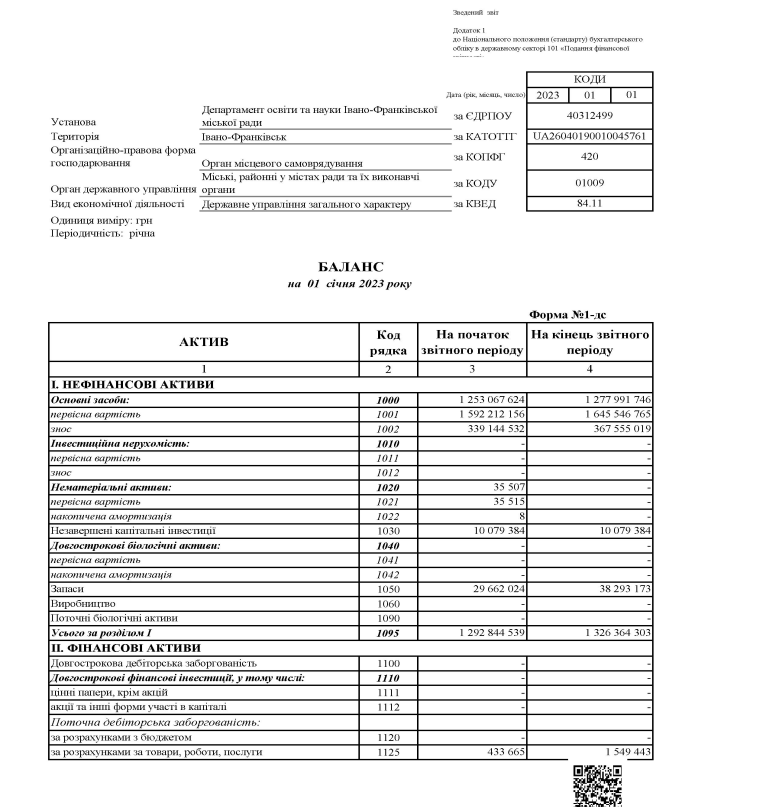 Зведений звіт
Додаток 1
до Національного положення (стандарту) бухгалтерського
обліку в державному секторі 101 «Подання фінансової
КОДИ
Дата (рік, місяць, число) 2023 01 01
Установа Департамент освіти та науки Івано-Франківської міської ради за ЄДРПОУ 40312499
Територія Івано-Франківськ за КАТОТТГ UA26040190010045761
Організаційно-правова форма господарювання Орган місцевого самоврядування за КОПФГ 420
Орган державного управління Міські, районні у містах ради та їх виконавчі органи за КОДУ 01009
Вид економічної діяльності Державне управління загального характеру за КВЕД 84.11
Одиниця виміру: грн
Періодичність: річна
БАЛАНС
на 01 січня 2023 року
Форма №1-дс
АКТИВ Код рядка На початок звітного періоду На кінець звітного періоду
1 2 3 4
І. НЕФІНАНСОВІ АКТИВИ
Основні засоби: 1000 1 253 067 624 1 277 991 746
первісна вартість 1001 1 592 212 156 1 645 546 765
знос 1002 339 144 532 367 555 019
Інвестиційна нерухомість: 1010 - -
первісна вартість 1011 - -
знос 1012 - -
Нематеріальні активи: 1020 35 507 -
первісна вартість 1021 35 515 -
накопичена амортизація 1022 8 -
Незавершені капітальні інвестиції 1030 10 079 384 10 079 384
Довгострокові біологічні активи: 1040 - -
первісна вартість 1041 - -
накопичена амортизація 1042 - -
Запаси 1050 29 662 024 38 293 173
Виробництво 1060 - -
Поточні біологічні активи 1090 - -
Усього за розділом І 1095 1 292 844 539 1 326 364 303
ІІ. ФІНАНСОВІ АКТИВИ
Довгострокова дебіторська заборгованість 1100 - -
Довгострокові фінансові інвестиції, у тому числі: 1110 - -
цінні папери, крім акцій 1111 - -
акції та інші форми участі в капіталі 1112 - -
Поточна дебіторська заборгованість:
за розрахунками з бюджетом 1120 - -
за розрахунками за товари, роботи, послуги 1125 433 665 1 549 443